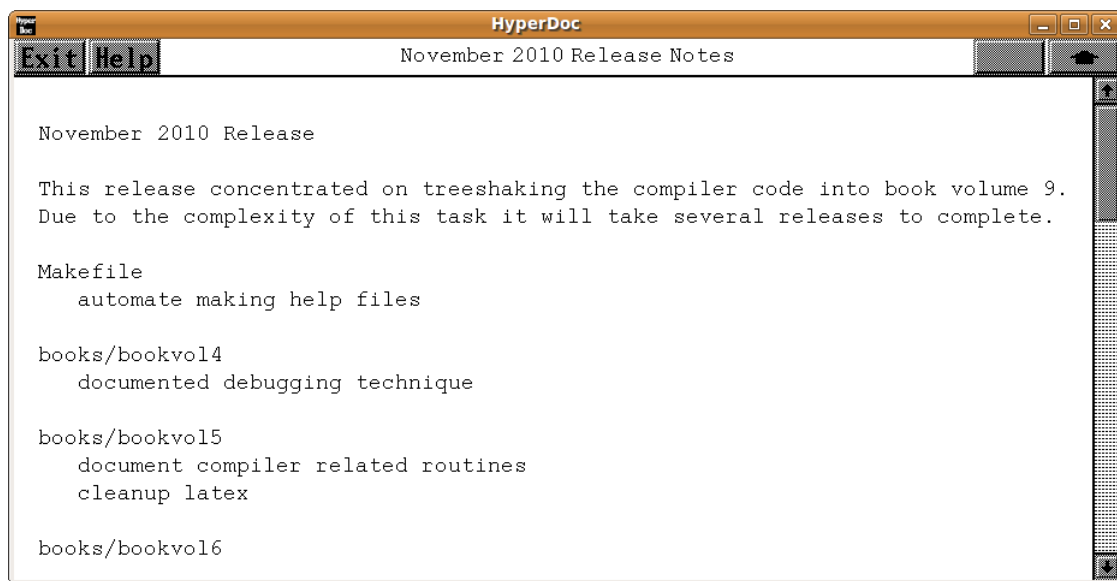 Hyper Doc
HyperDoc
Exit Help
November 2010 Release Notes
November 2010 Release
This release concentrated on treeshaking the compiler code into book volume 9.
Due to the complexity of this task it will take several releases to complete.
Makefile
automate making help files
books/bookvol4
documented debugging technique
books/bookvol5
document compiler related routines
cleanup latex
books/bookvol6